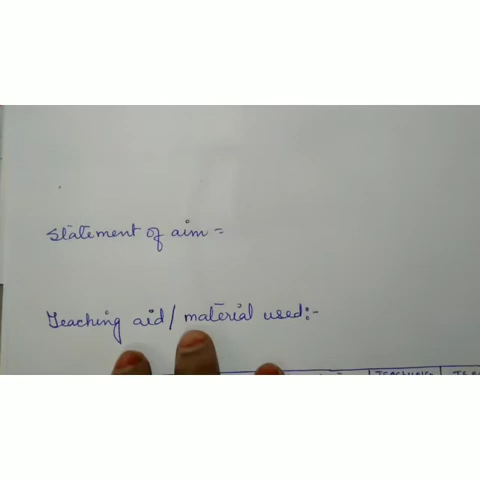 Statement of aim =
Teaching aid / material used:-